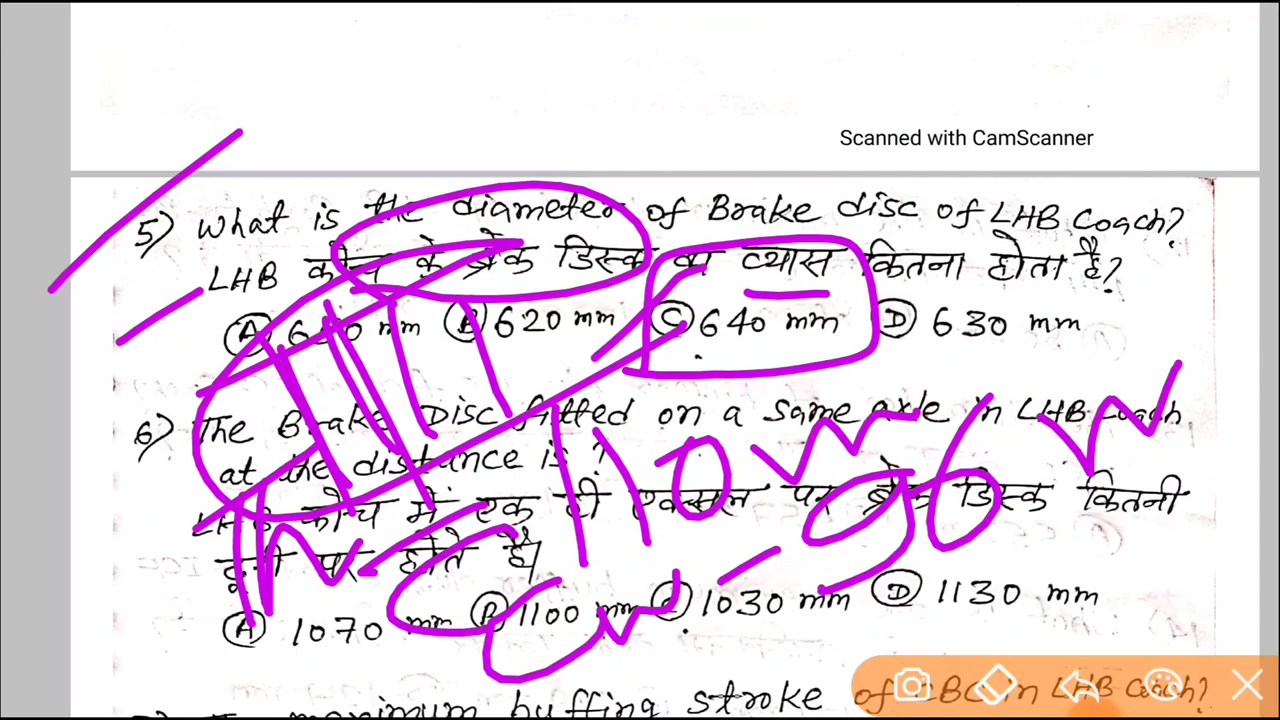 Scanned with CamScanner
5) What is the diameter of Brake disc of LHB Coach?
LHB कोच के ब्रेक डिस्क का व्यास कितना होता है?
(A) mm (B) 620 mm (C) 640 mm (D) 630 mm
6) The Brake Disc fitted on a same axle in LHB Coach
at the distance is?
LHB कोच में एक ही एक्सल पर ब्रेक डिस्क कितनी
दूरी पर होते है।
(A) 1070 mm (B) 1100 mm (C) 1030 mm (D) 1130 mm
maximum buffing stroke of CBC in LHB Coach?